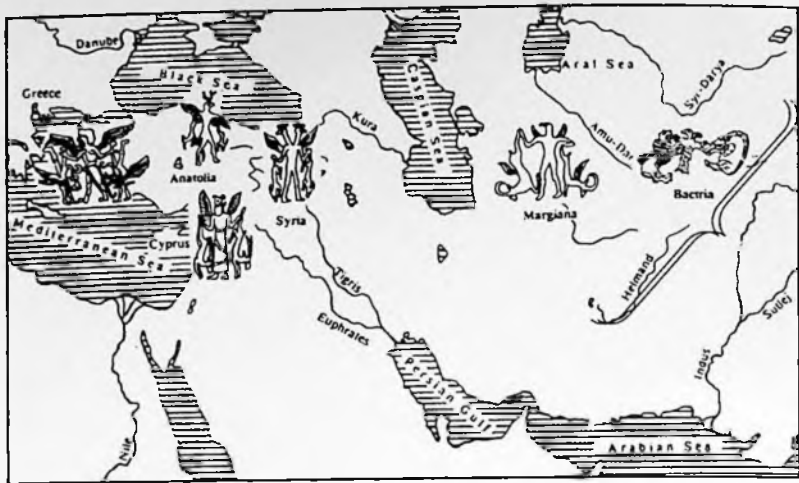 Danube
Black Sea
Greece
Anatolia
Cyprus
Mediterranean Sea
Syria
Kura
Caspian Sea
Aral Sea
Syr-Darya
Amu-Dar
Margiana
Bactria
Tigris
Euphrates
Persian Gulf
Helmand
Indus
Sutlej
Arabian Sea
Nile